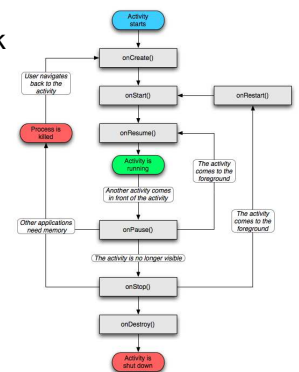 k
Activity
starts
onCreate()
User navigates
back to the
activity
onStart()
onRestart()
Process is
killed
onResume()
Activity is
running
The activity
comes to the
foreground
Another activity comes
in front of the activity
The activity
comes to the
foreground
Other applications
need memory
onPause()
The activity is no longer visible
onStop()
onDestroy()
Activity is
shut down